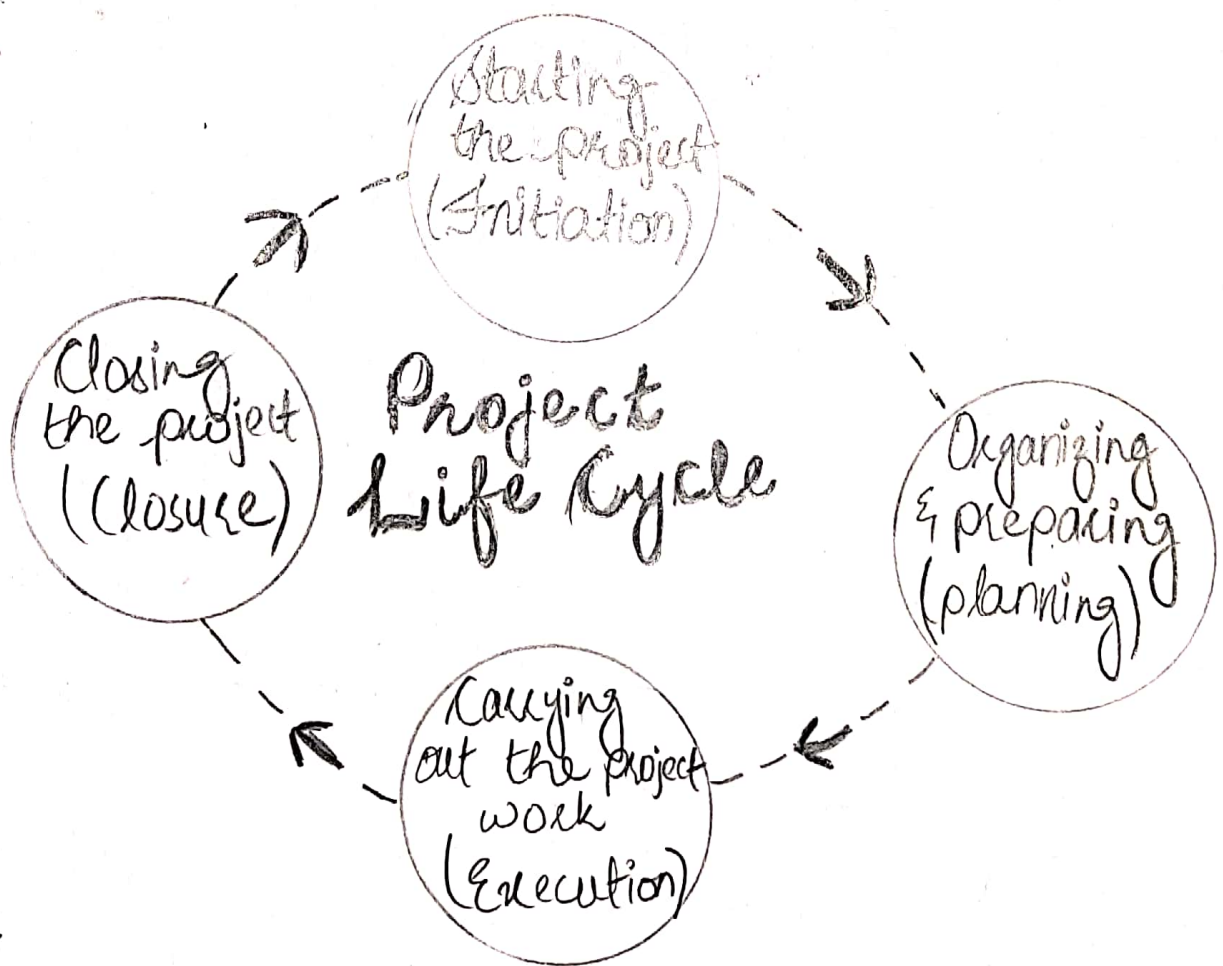 Starting
the project
(Initiation)
Project
Life Cycle
Organizing
& preparing
(planning)
Carrying
out the project
work
(Execution)
Closing
the project
(Closure)